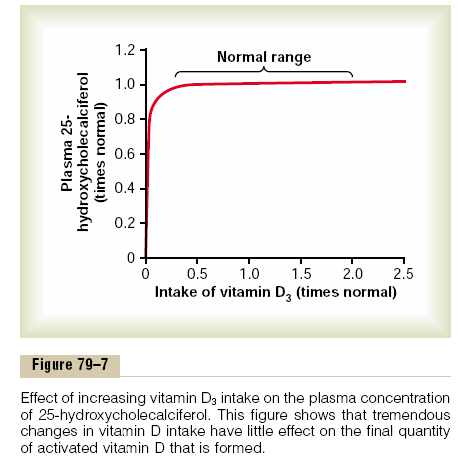 1.2
Normal range
1.0
0.8
0.6
0.4
0.2
0
Plasma 25-
hydroxycholecalciferol
(times normal)
0 0.5 1.0 1.5 2.0 2.5
Intake of vitamin D₃ (times normal)
Figure 79–7
Effect of increasing vitamin D₃ intake on the plasma concentration
of 25-hydroxycholecalciferol. This figure shows that tremendous
changes in vitamin D intake have little effect on the final quantity
of activated vitamin D that is formed.